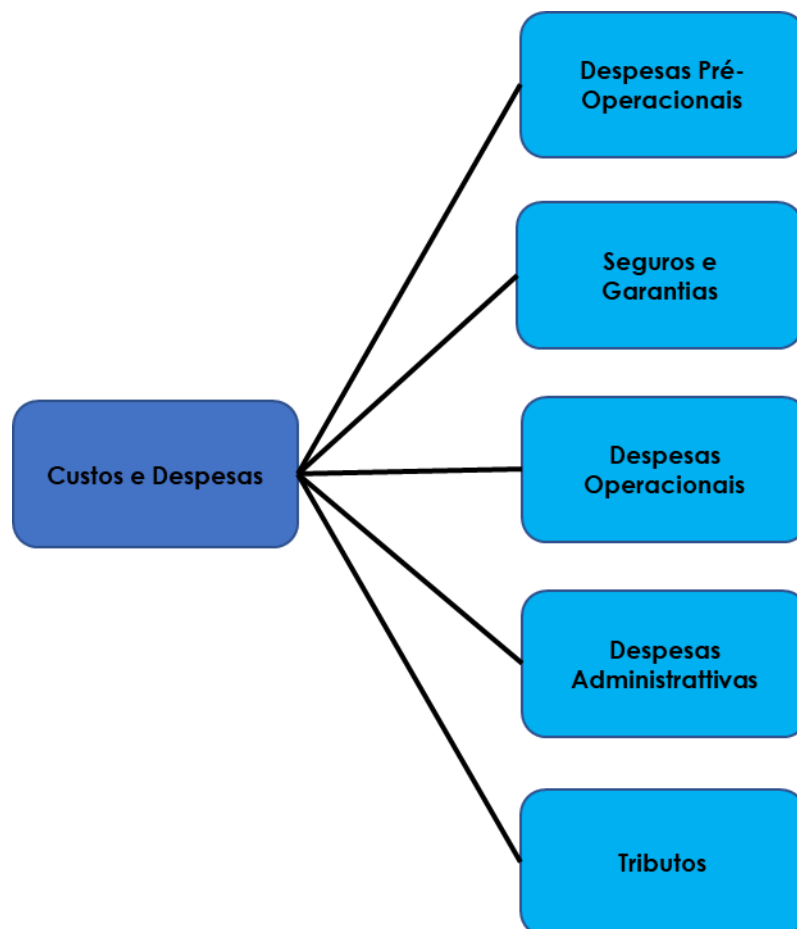 Despesas Pré-
Operacionais
Seguros e
Garantias
Custos e Despesas
Despesas
Operacionais
Despesas
Administrattivas
Tributos